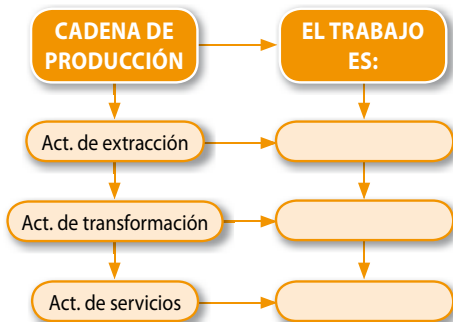 CADENA DE
PRODUCCIÓN
EL TRABAJO
ES:
Act. de extracción
Act. de transformación
Act. de servicios